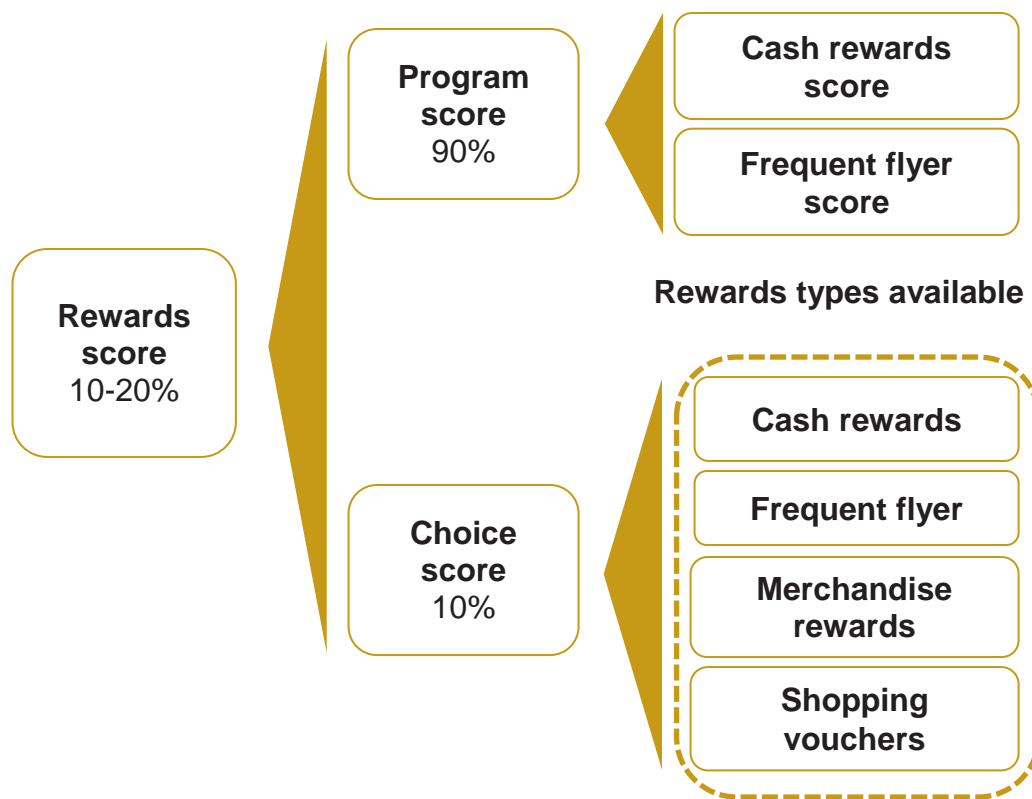 Rewards
score
10-20%
Program
score
90%
Cash rewards
score
Frequent flyer
score
Rewards types available
Choice
score
10%
Cash rewards
Frequent flyer
Merchandise
rewards
Shopping
vouchers